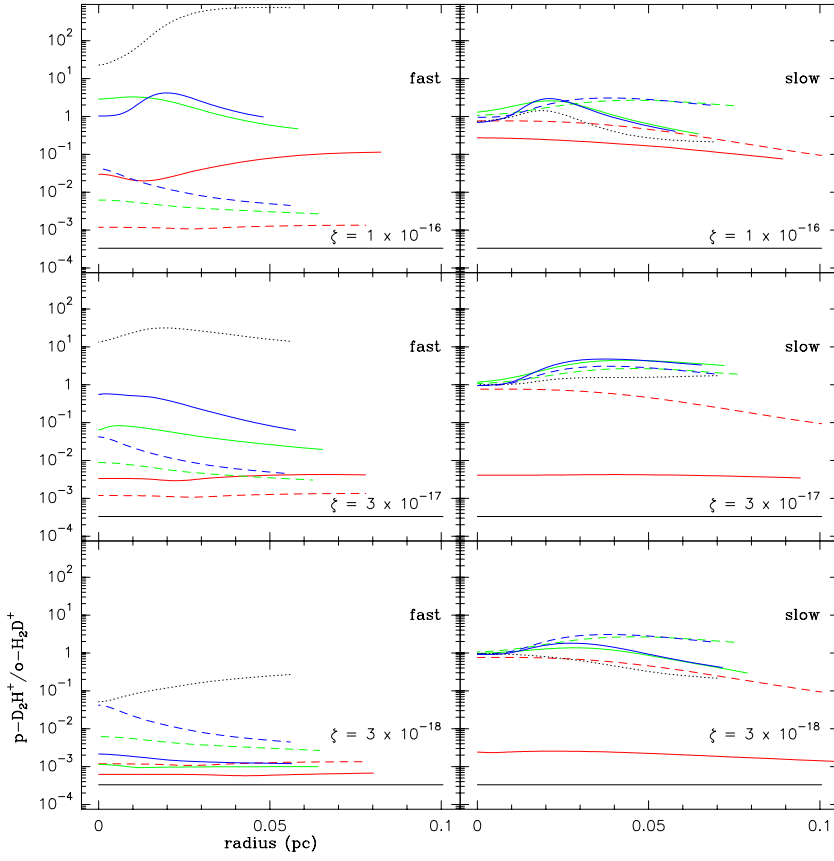 10²
10
1
10⁻¹
10⁻²
10⁻³
10⁻⁴
fast
ζ = 1 x 10⁻¹⁶
slow
ζ = 1 x 10⁻¹⁶
10²
10
1
10⁻¹
10⁻²
10⁻³
10⁻⁴
fast
ζ = 3 x 10⁻¹⁷
slow
ζ = 3 x 10⁻¹⁷
p-D₂H⁺/o-H₂D⁺
10²
10
1
10⁻¹
10⁻²
10⁻³
10⁻⁴
fast
ζ = 3 x 10⁻¹⁸
slow
ζ = 3 x 10⁻¹⁸
0 0.05 0.1 0 0.05 0.1
radius (pc)